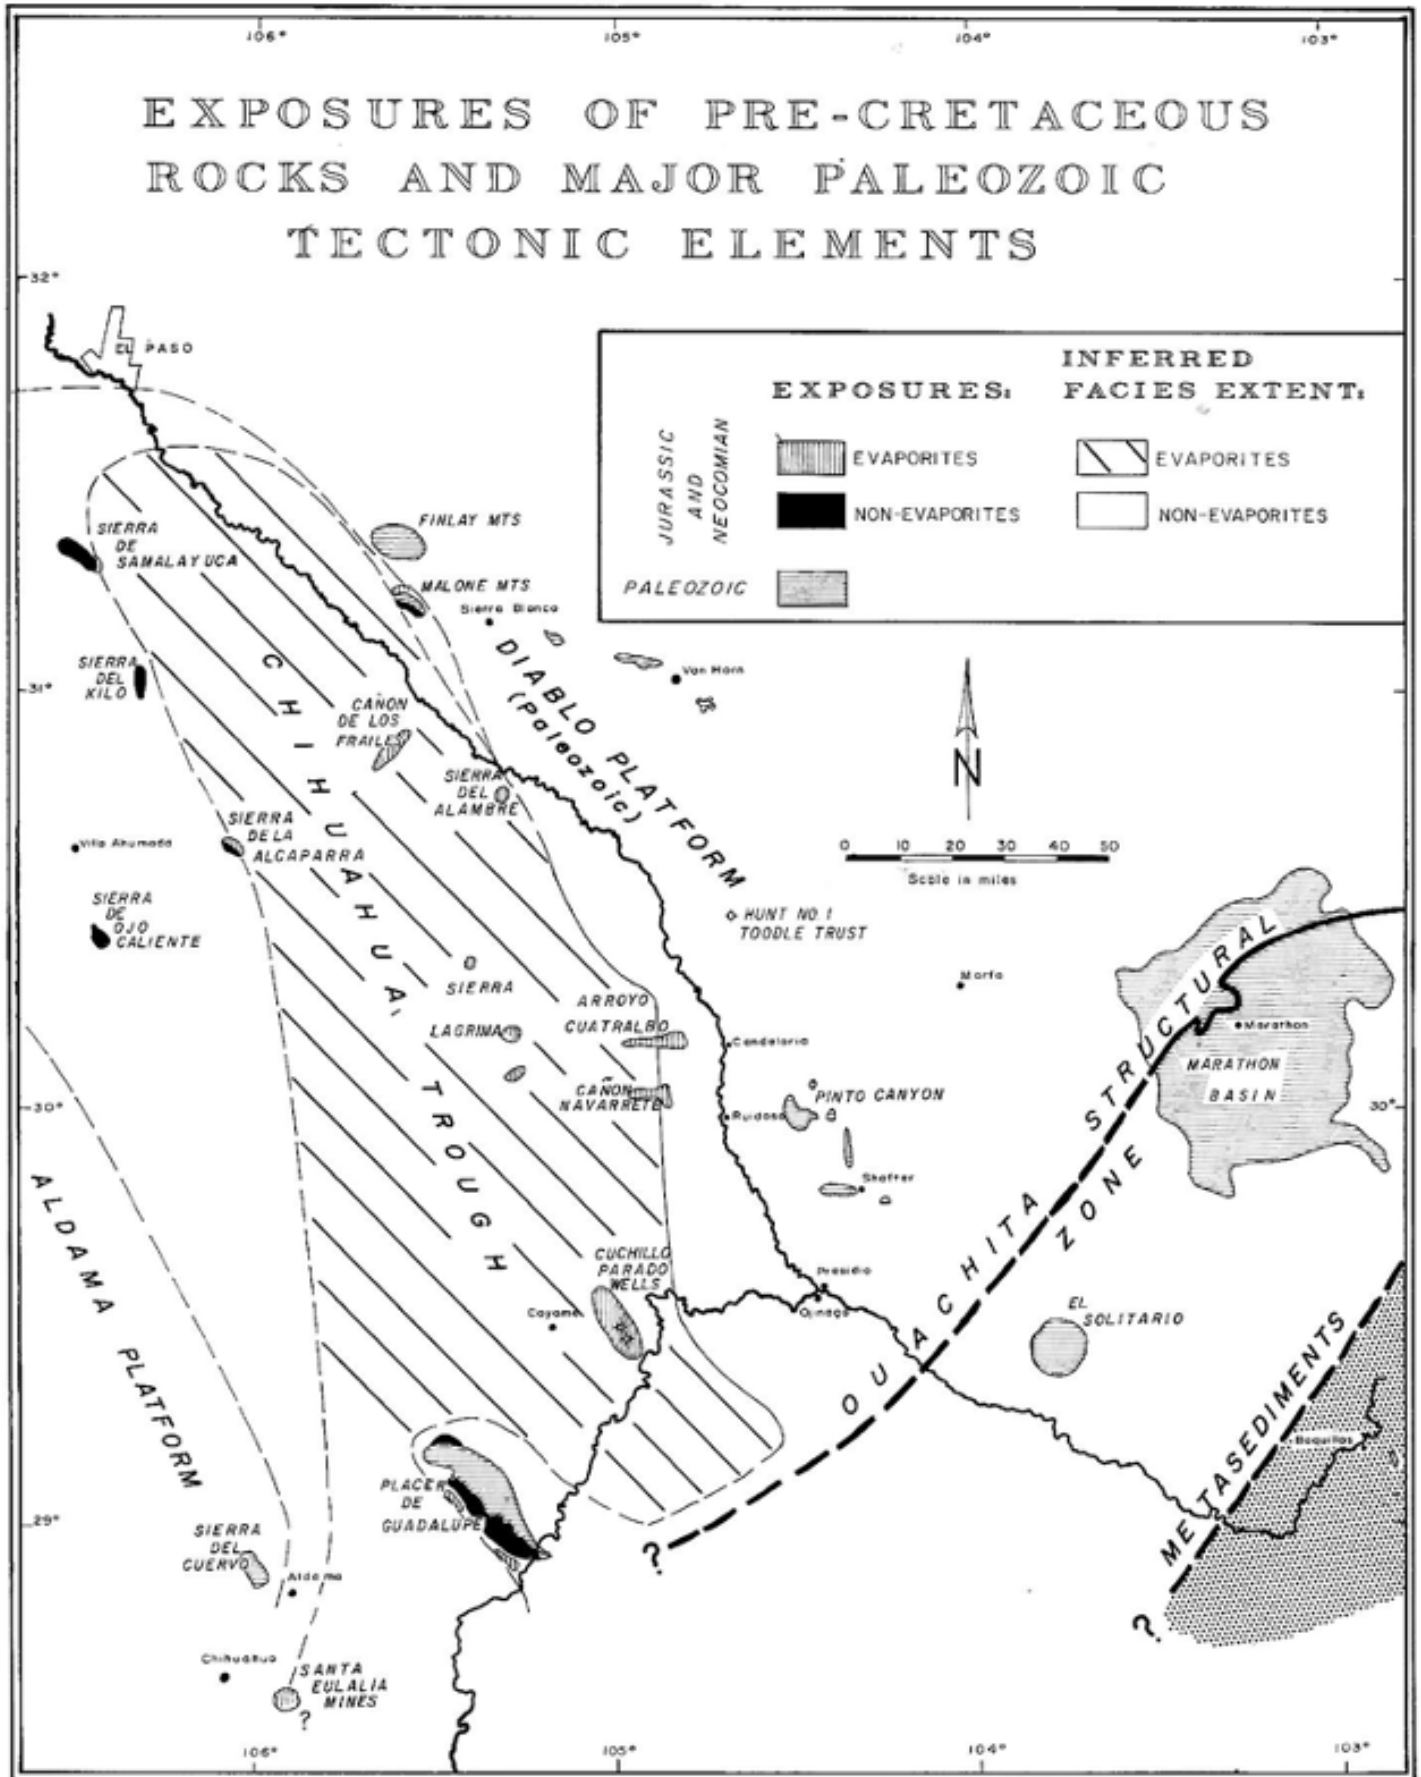 106°
105°
104°
103°
EXPOSURES OF PRE-CRETACEOUS
ROCKS AND MAJOR PALEOZOIC
TECTONIC ELEMENTS
32°
EL PASO
INFERRED
EXPOSURES:
FACIES EXTENT:
JURASSIC
AND
NEOCOMIAN
EVAPORITES
EVAPORITES
NON-EVAPORITES
NON-EVAPORITES
PALEOZOIC
FINLAY MTS
SIERRA
DE
SAMALAYUCA
MALONE MTS
Sierra Blanca
SIERRA
DEL
KILO
31°
Van Horn
DIABLO PLATFORM
(Paleozoic)
CAÑON
DE LOS
FRAILES
CHIHUAHUA, TROUGH
N
SIERRA
DEL
ALAMBRE
SIERRA
DE LA
ALCAPARRA
Villa Ahumada
0 10 20 30 40 50
Scale in miles
SIERRA
DE
OJO
CALIENTE
HUNT NO. 1
TOODLE TRUST
Marfa
SIERRA
LAGRIMA
ARROYO
CUATRALBO
Candelaria
CAÑON
NAVARRETE
Ruidosa
PINTO CANYON
Marathon
MARATHON
BASIN
30°
30°
Shafter
OUACHITA STRUCTURAL
ZONE
ALDAMA PLATFORM
CUCHILLO
PARADO
WELLS
Coyame
Presidio
Ojinaga
EL
SOLITARIO
METASEDIMENTS
Boquillas
PLACER
DE
GUADALUPE
29°
SIERRA
DEL
CUERVO
Aldama
?
?
Chihuahua
SANTA
EULALIA
MINES
?
106°
105°
104°
103°